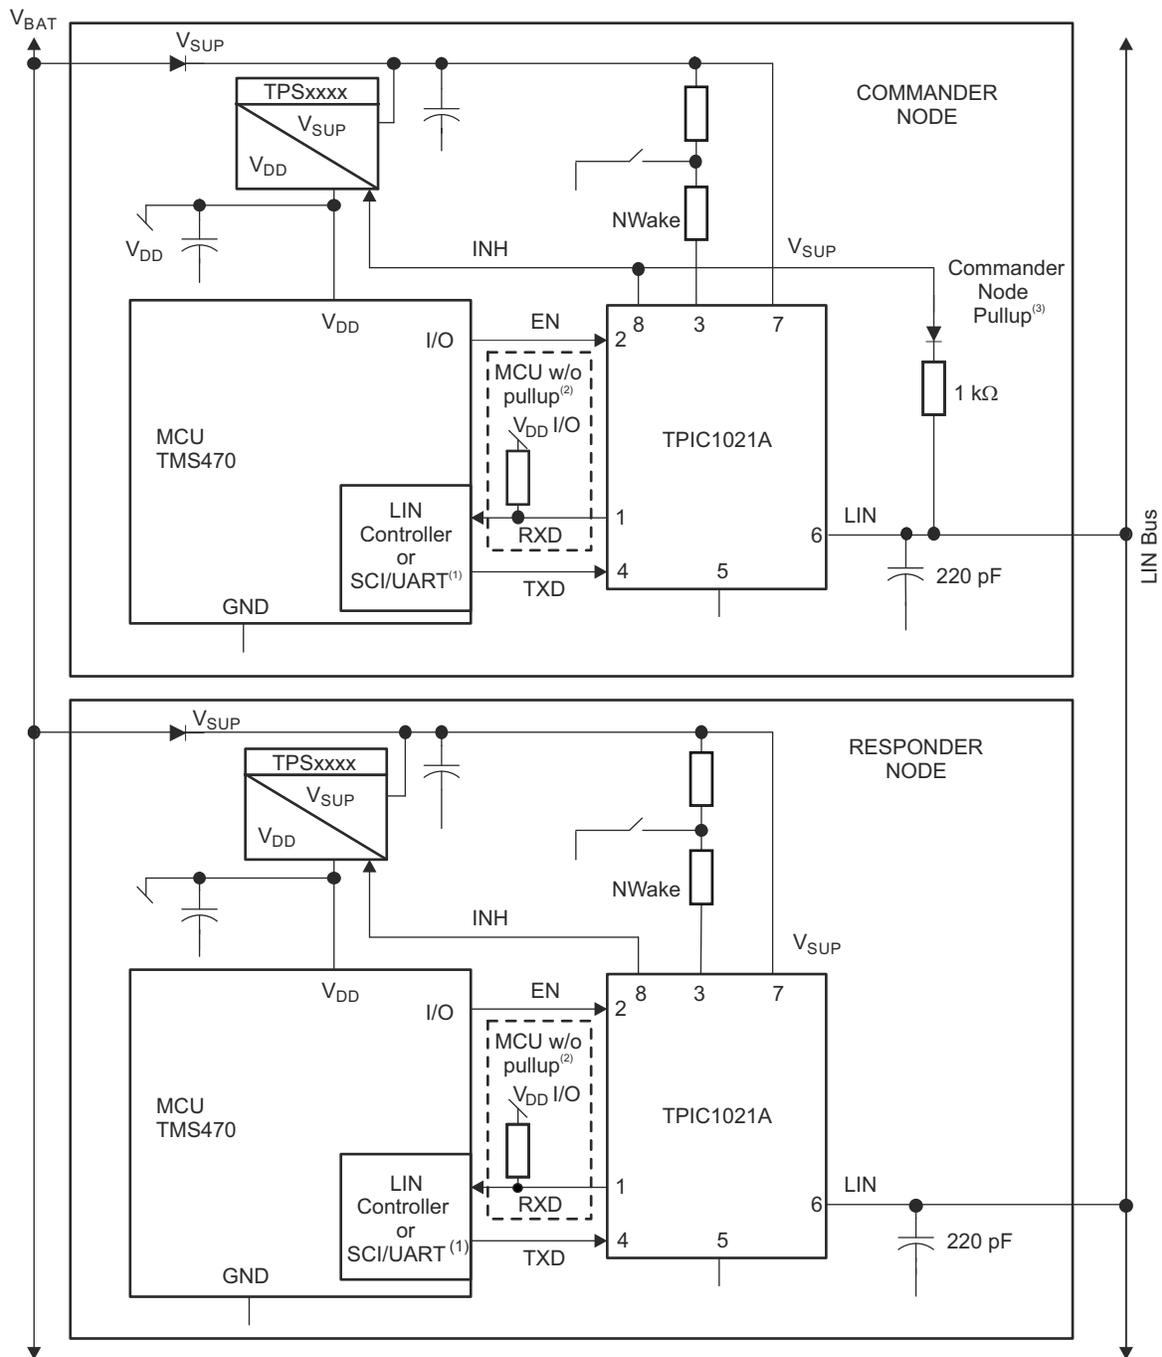 VBAT
VSUP
TPSxxxx
VSUP
VDD
COMMANDER
NODE
NWake
VDD
INH
VSUP
Commander
Node
Pullup(3)
VDD
I/O
EN
2
8
3
7
MCU w/o
pullup(2)
VDD I/O
1 kΩ
MCU
TMS470
TPIC1021A
LIN
Controller
or
SCI/UART(1)
1
RXD
4
TXD
5
6
LIN
220 pF
GND
LIN Bus
VSUP
TPSxxxx
VSUP
VDD
RESPONDER
NODE
NWake
INH
VSUP
VDD
I/O
EN
2
8
3
7
MCU w/o
pullup(2)
VDD I/O
MCU
TMS470
TPIC1021A
LIN
Controller
or
SCI/UART (1)
1
RXD
4
TXD
5
6
LIN
220 pF
GND